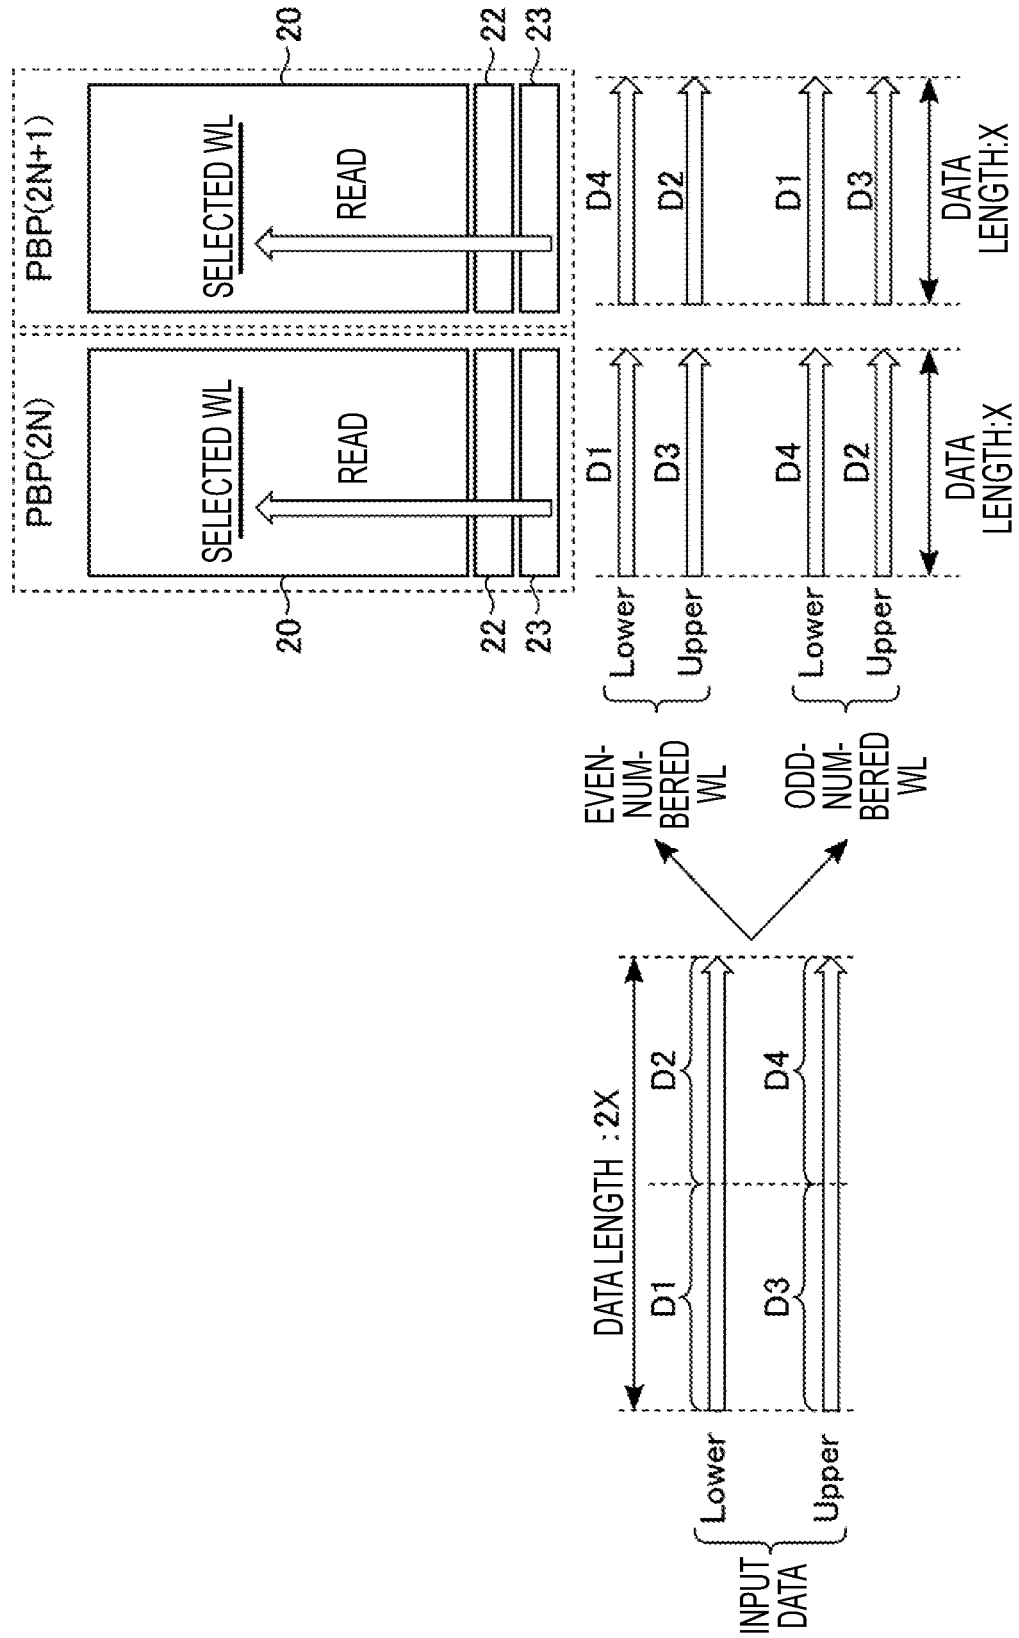 PBP(2N)
PBP(2N+1)
SELECTED WL
SELECTED WL
READ
READ
20
20
22
22
23
23
INPUT
DATA
Lower
Upper
DATA LENGTH : 2X
D1
D2
D3
D4
EVEN-
NUM-
BERED
WL
Lower
D1
D4
Upper
D3
D2
ODD-
NUM-
BERED
WL
Lower
D4
D1
Upper
D2
D3
DATA
LENGTH:X
DATA
LENGTH:X